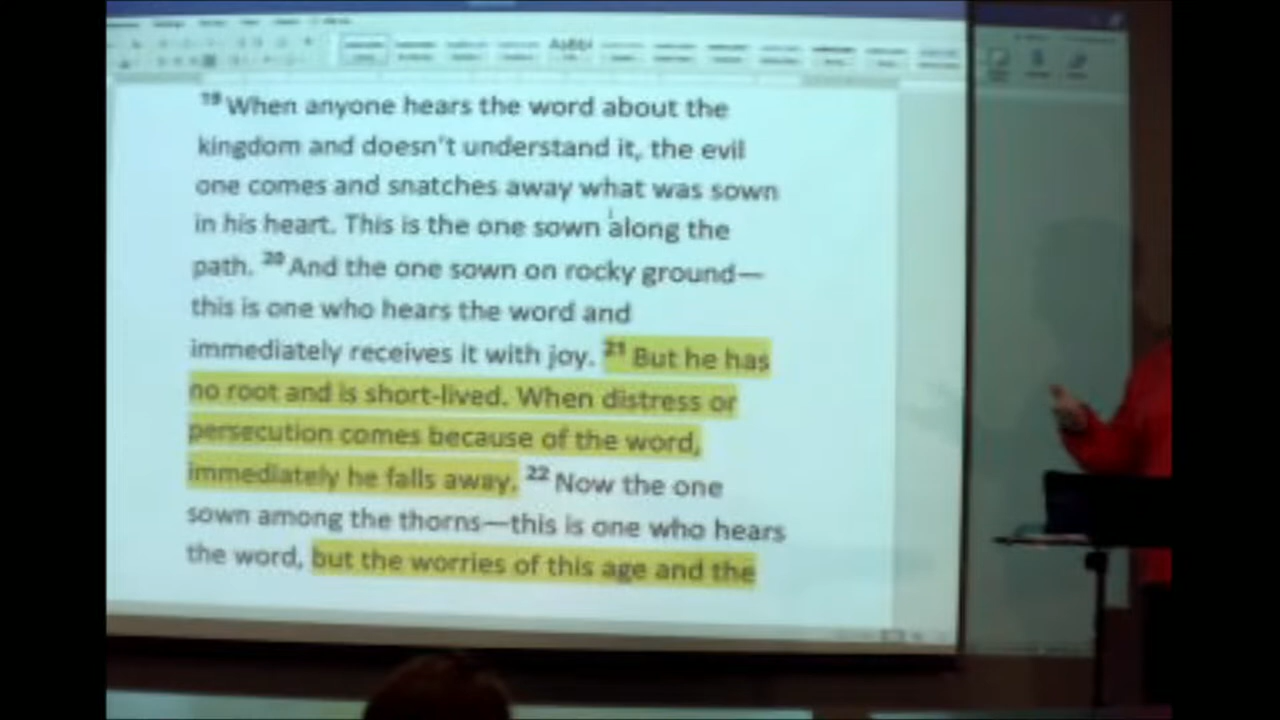 19 When anyone hears the word about the
kingdom and doesn't understand it, the evil
one comes and snatches away what was sown
in his heart. This is the one sown along the
path. 20 And the one sown on rocky ground—
this is one who hears the word and
immediately receives it with joy. 21 But he has
no root and is short-lived. When distress or
persecution comes because of the word,
immediately he falls away. 22 Now the one
sown among the thorns—this is one who hears
the word, but the worries of this age and the